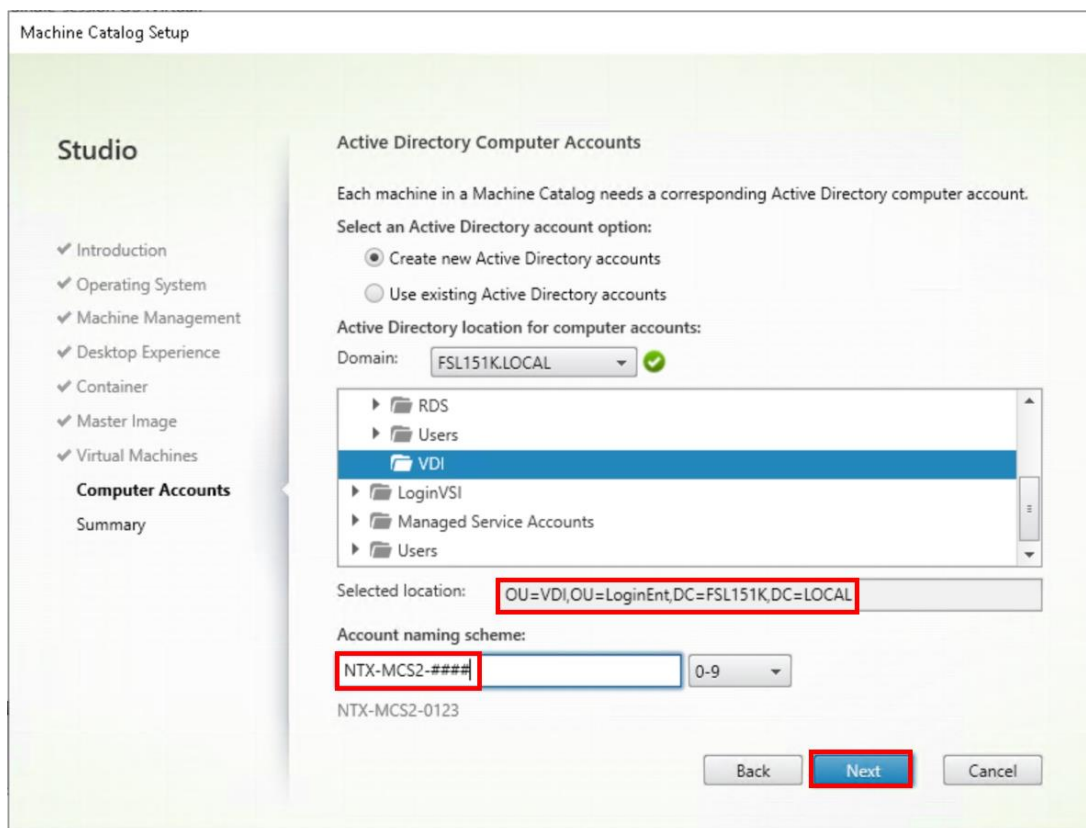 Machine Catalog Setup
Studio
Introduction
Operating System
Machine Management
Desktop Experience
Container
Master Image
Virtual Machines
Computer Accounts
Summary
Active Directory Computer Accounts
Each machine in a Machine Catalog needs a corresponding Active Directory computer account.
Select an Active Directory account option:
Create new Active Directory accounts
Use existing Active Directory accounts
Active Directory location for computer accounts:
Domain: FSL151K.LOCAL
RDS
Users
VDI
LoginVSI
Managed Service Accounts
Users
Selected location: OU=VDI,OU=LoginEnt,DC=FSL151K,DC=LOCAL
Account naming scheme:
NTX-MCS2-#### 0-9
NTX-MCS2-0123
Back Next Cancel